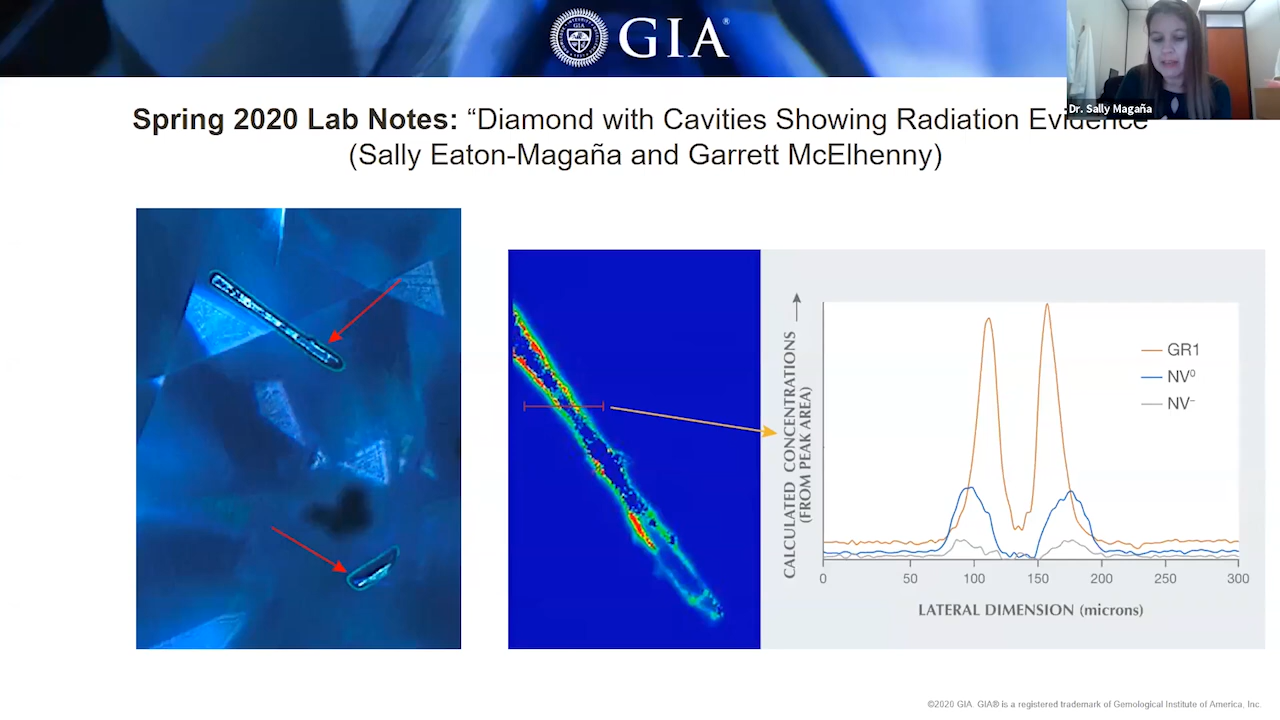 GIA®
Dr. Sally Magaña
Spring 2020 Lab Notes: “Diamond with Cavities Showing Radiation Evidence”
(Sally Eaton-Magaña and Garrett McElhenny)
CALCULATED CONCENTRATIONS
(FROM PEAK AREA)
GR1
NV⁰
NV⁻
0 50 100 150 200 250 300
LATERAL DIMENSION (microns)
©2020 GIA. GIA® is a registered trademark of Gemological Institute of America, Inc.